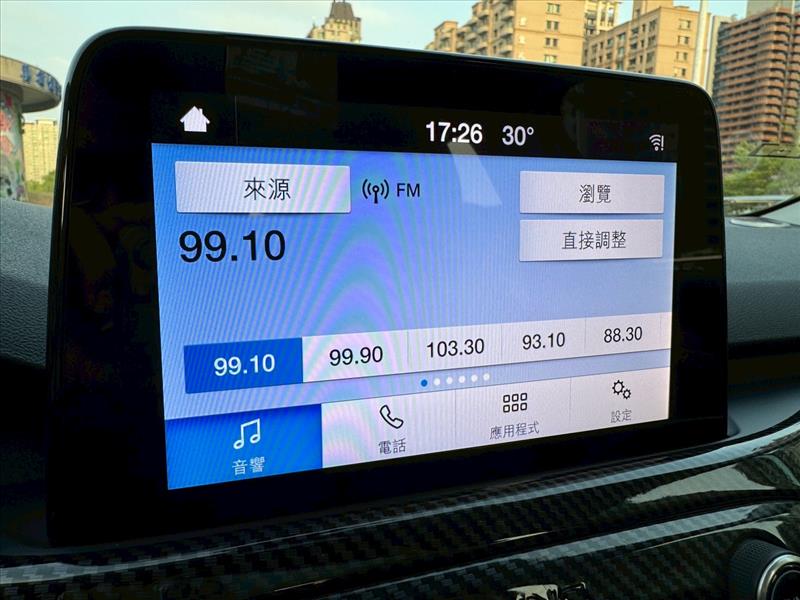 17:26 30°
來源 FM 瀏覽
99.10 直接調整
99.10 99.90 103.30 93.10 88.30
音響 電話 應用程式 設定